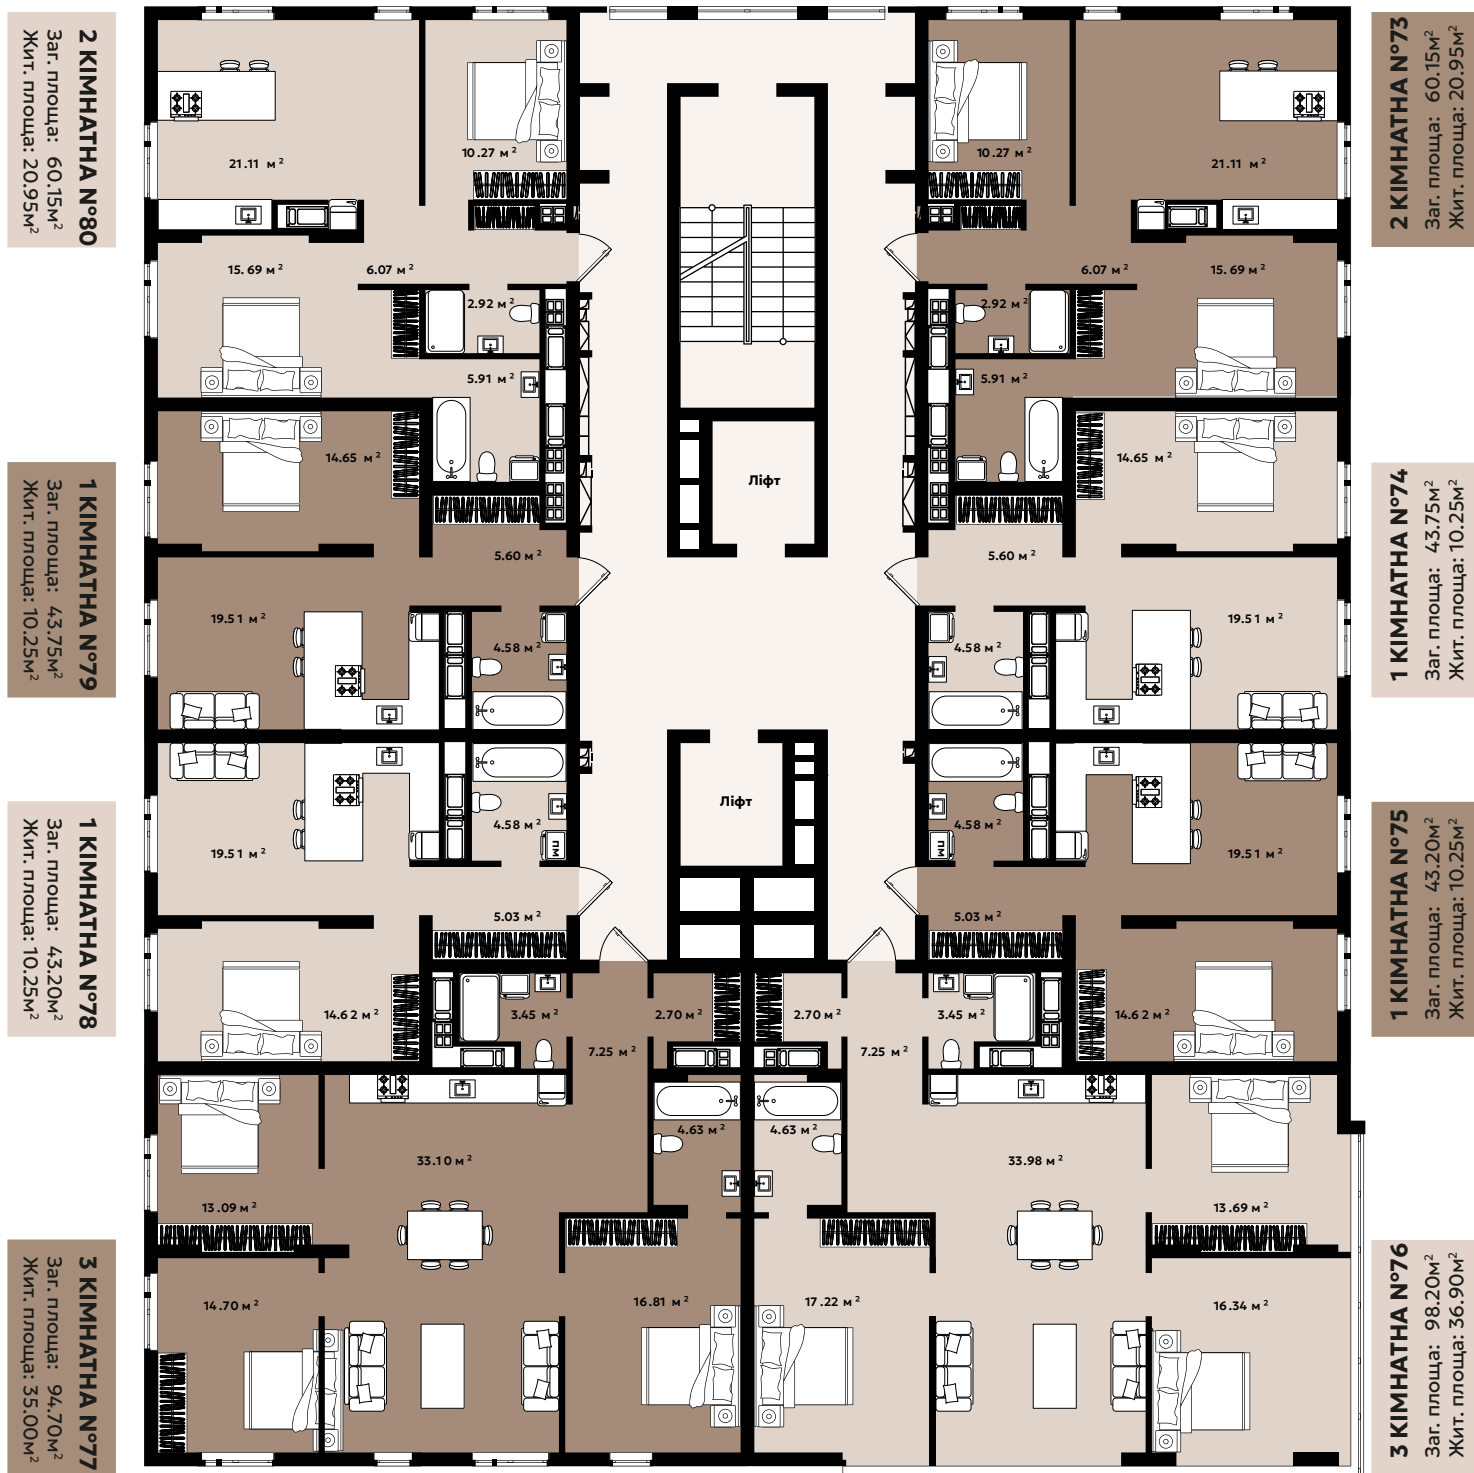 2 КІМНАТНА №80
Заг. площа: 60.15м²
Жит. площа: 20.95м²
1 КІМНАТНА №79
Заг. площа: 43.75м²
Жит. площа: 10.25м²
1 КІМНАТНА №78
Заг. площа: 43.20м²
Жит. площа: 10.25м²
3 КІМНАТНА №77
Заг. площа: 94.70м²
Жит. площа: 35.00м²
21.11 м²
10.27 м²
15.69 м²
6.07 м²
2.92 м²
5.91 м²
14.65 м²
5.60 м²
19.51 м²
4.58 м²
19.51 м²
4.58 м²
ПМ
5.03 м²
14.62 м²
3.45 м²
7.25 м²
2.70 м²
33.10 м²
4.63 м²
13.09 м²
14.70 м²
16.81 м²
Ліфт
Ліфт
10.27 м²
21.11 м²
6.07 м²
15.69 м²
2.92 м²
5.91 м²
14.65 м²
5.60 м²
19.51 м²
4.58 м²
4.58 м²
ПМ
19.51 м²
5.03 м²
14.62 м²
2.70 м²
3.45 м²
7.25 м²
4.63 м²
33.98 м²
13.69 м²
17.22 м²
16.34 м²
2 КІМНАТНА №73
Заг. площа: 60.15м²
Жит. площа: 20.95м²
1 КІМНАТНА №74
Заг. площа: 43.75м²
Жит. площа: 10.25м²
1 КІМНАТНА №75
Заг. площа: 43.20м²
Жит. площа: 10.25м²
3 КІМНАТНА №76
Заг. площа: 98.20м²
Жит. площа: 36.90м²